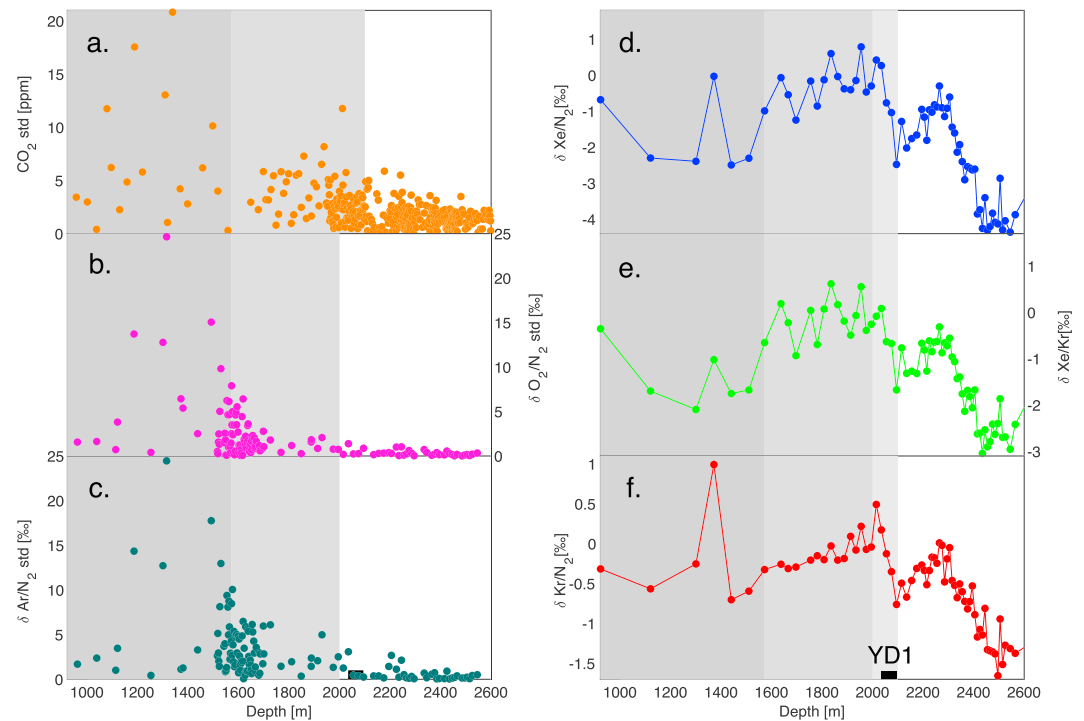 a.
CO2 std [ppm]
20
15
10
5
0
b.
δ O2/N2 std [‰]
25
20
15
10
5
0
c.
δ Ar/N2 std [‰]
25
20
15
10
5
0
1000 1200 1400 1600 1800 2000 2200 2400 2600
Depth [m]
d.
δ Xe/N2[‰]
1
0
-1
-2
-3
-4
e.
δ Xe/Kr[‰]
1
0
-1
-2
-3
f.
δ Kr/N2[‰]
1
0.5
0
-0.5
-1
-1.5
YD1
1000 1200 1400 1600 1800 2000 2200 2400 2600
Depth [m]